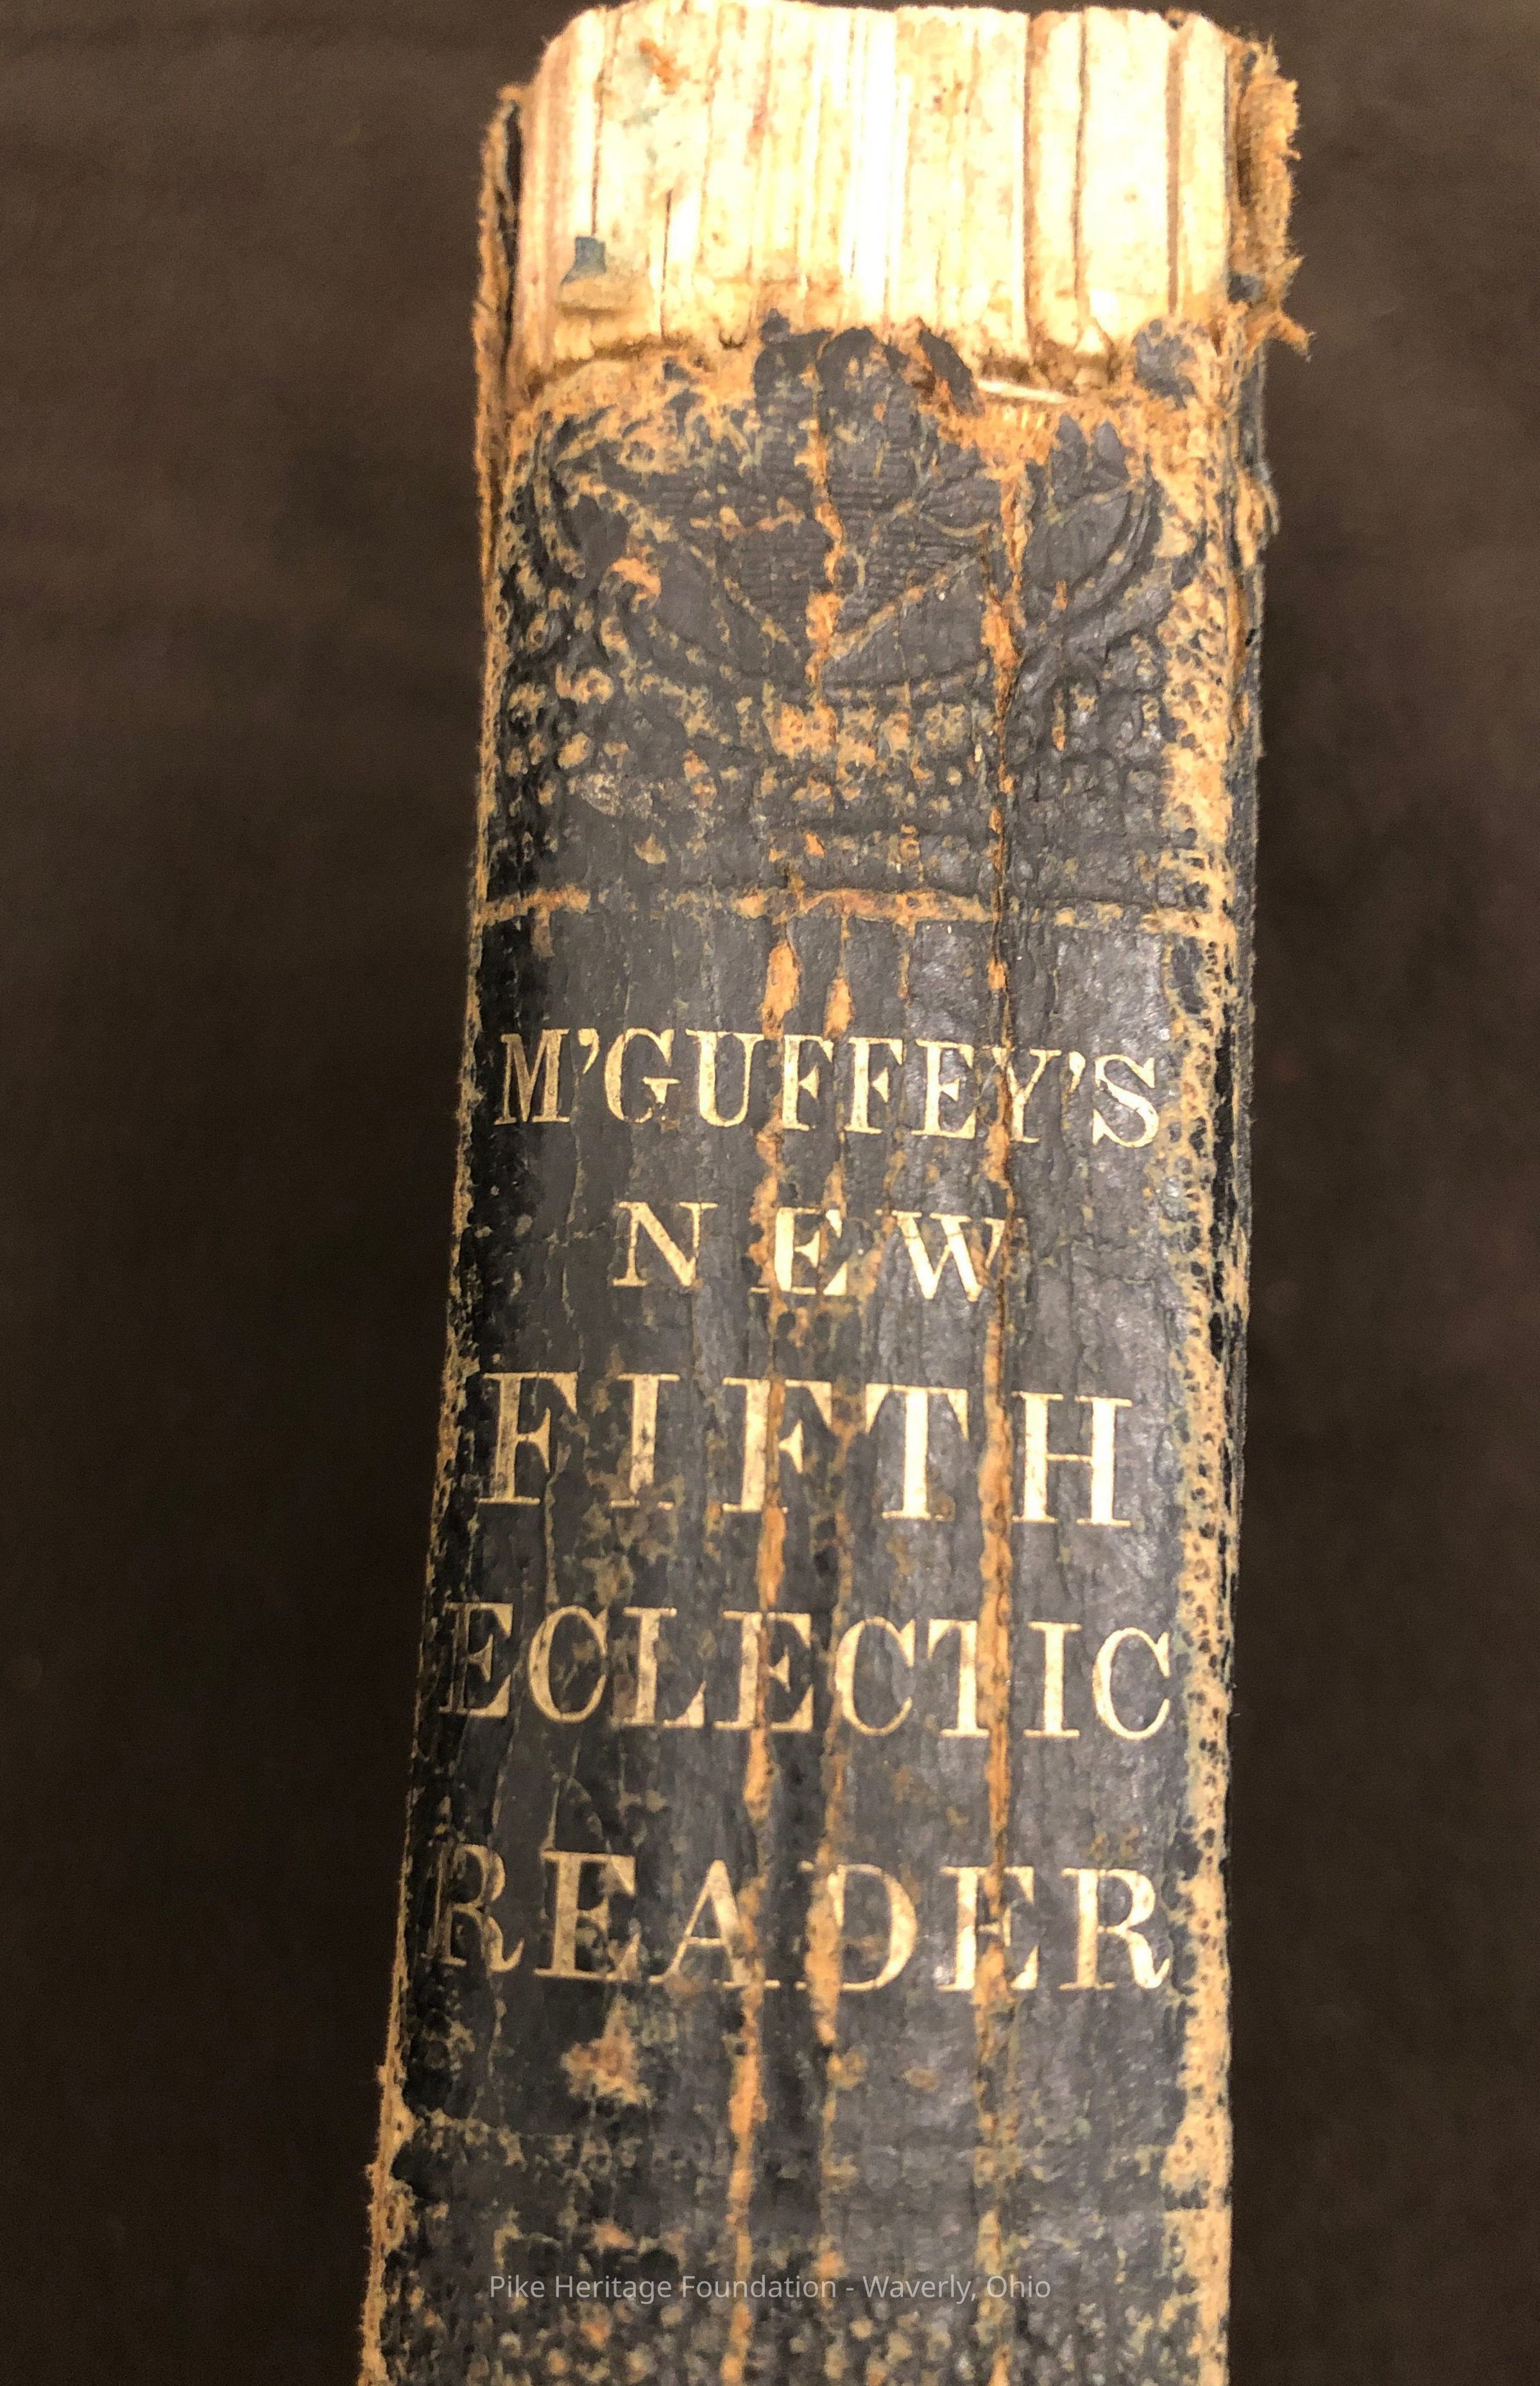 M'GUFFEY'S
NEW
FIFTH
ECLECTIC
READER
Pike Heritage Foundation - Waverly, Ohio